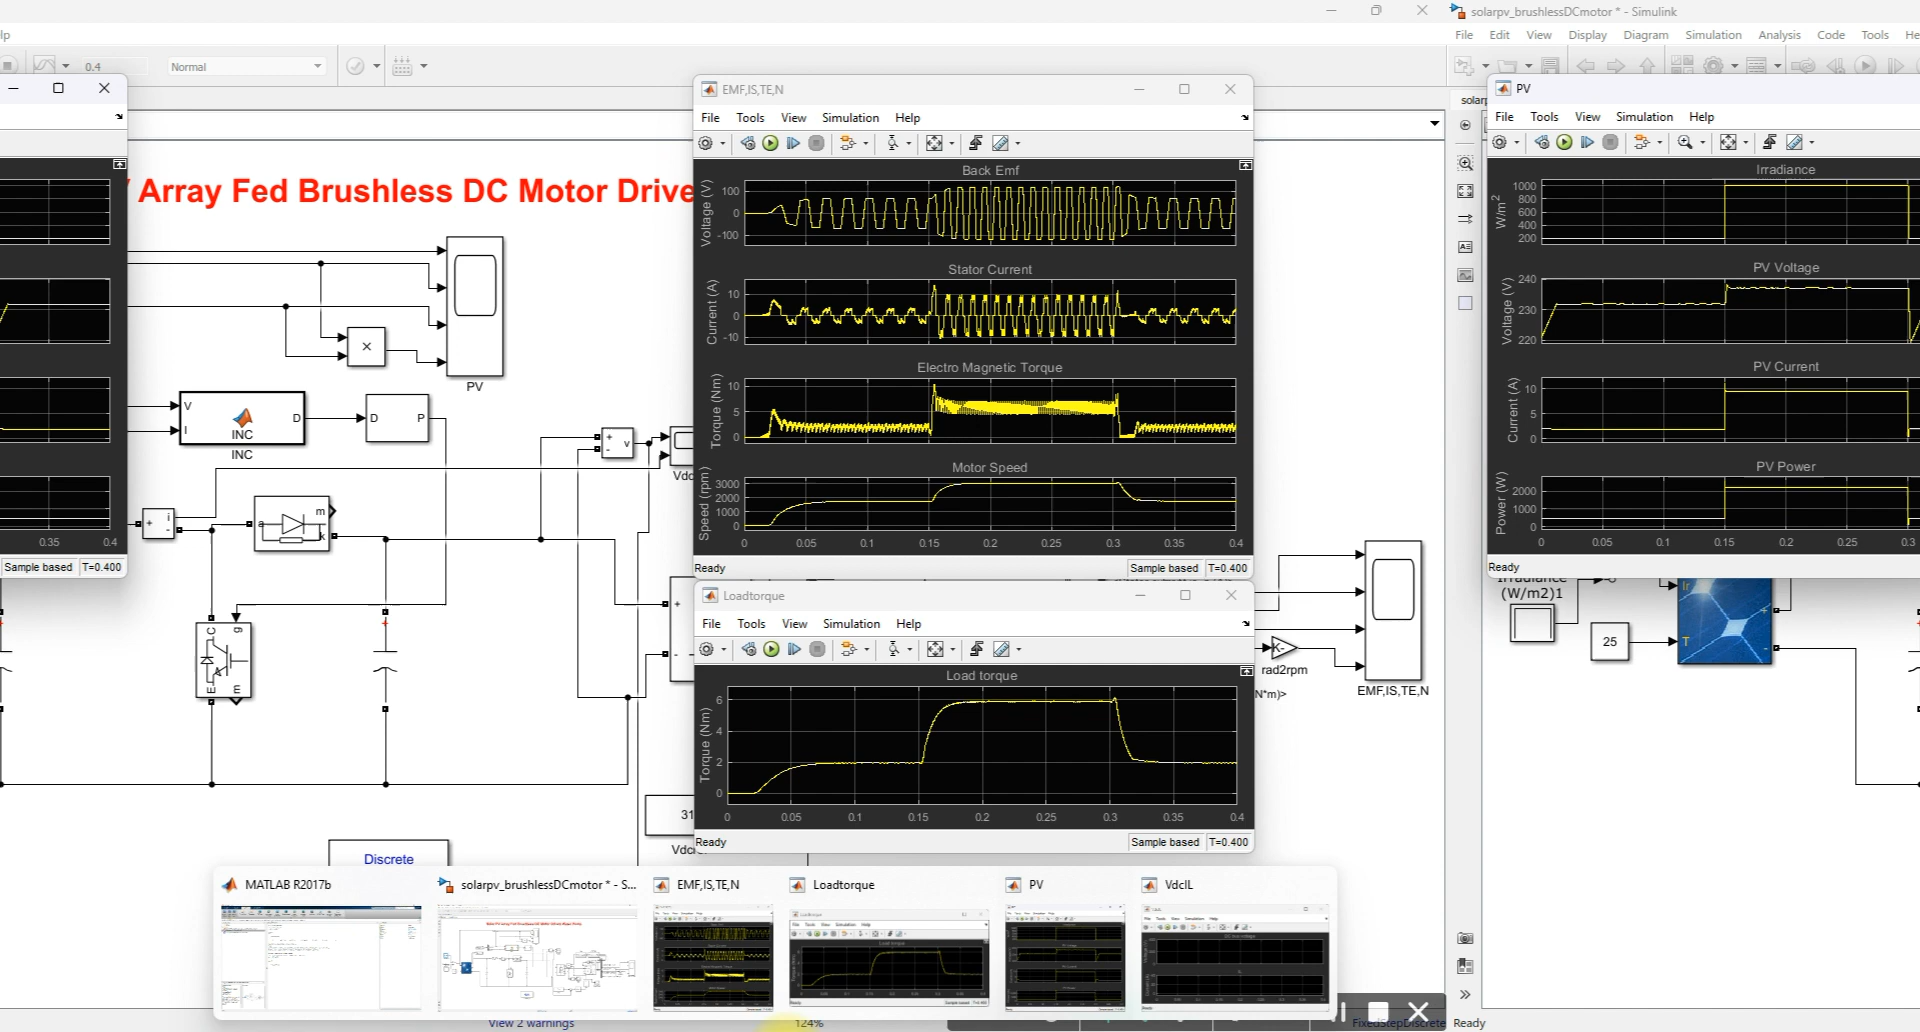 solarpv_brushlessDCmotor * - Simulink
lp
File Edit View Display Diagram Simulation Analysis Code Tools He
0.4
Normal
EMF,IS,TE,N
File Tools View Simulation Help
Back Emf
Voltage (V)
100
0
-100
Stator Current
Current (A)
10
0
-10
Electro Magnetic Torque
Torque (Nm)
10
5
0
Motor Speed
Speed (rpm)
3000
2000
1000
0
0 0.05 0.1 0.15 0.2 0.25 0.3 0.35 0.4
Ready
Sample based T=0.400
Loadtorque
File Tools View Simulation Help
Load torque
Torque (Nm)
6
4
2
0
0 0.05 0.1 0.15 0.2 0.25 0.3 0.35 0.4
Ready
Sample based T=0.400
solarp
PV
File Tools View Simulation Help
Irradiance
W/m2
1000
800
600
400
200
PV Voltage
Voltage (V)
240
230
220
PV Current
Current (A)
10
5
0
PV Power
Power (W)
2000
1000
0
0 0.05 0.1 0.15 0.2 0.25 0.3
Ready
0.35 0.4
Sample based T=0.400
Array Fed Brushless DC Motor Drive
×
PV
V
I
D
INC
INC
D
P
i
+
-
a
m
k
+
-
v
Vdc
+
-
g
C
E
m
31
Discrete
(W/m2)1
25
Ir
T
+
-
K-
rad2rpm
N*m)>
EMF,IS,TE,N
MATLAB R2017b
solarpv_brushlessDCmotor * - S...
EMF,IS,TE,N
Loadtorque
PV
VdcIL
View 2 warnings
124%
FixedStepDiscrete
Ready